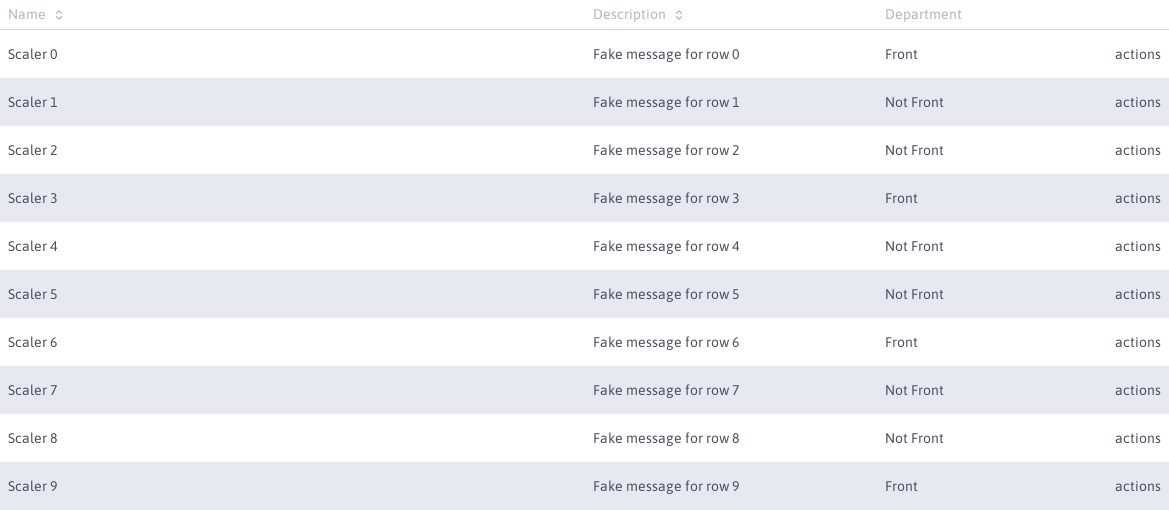 Name Description Department
Scaler 0 Fake message for row 0 Front actions
Scaler 1 Fake message for row 1 Not Front actions
Scaler 2 Fake message for row 2 Not Front actions
Scaler 3 Fake message for row 3 Front actions
Scaler 4 Fake message for row 4 Not Front actions
Scaler 5 Fake message for row 5 Not Front actions
Scaler 6 Fake message for row 6 Front actions
Scaler 7 Fake message for row 7 Not Front actions
Scaler 8 Fake message for row 8 Not Front actions
Scaler 9 Fake message for row 9 Front actions